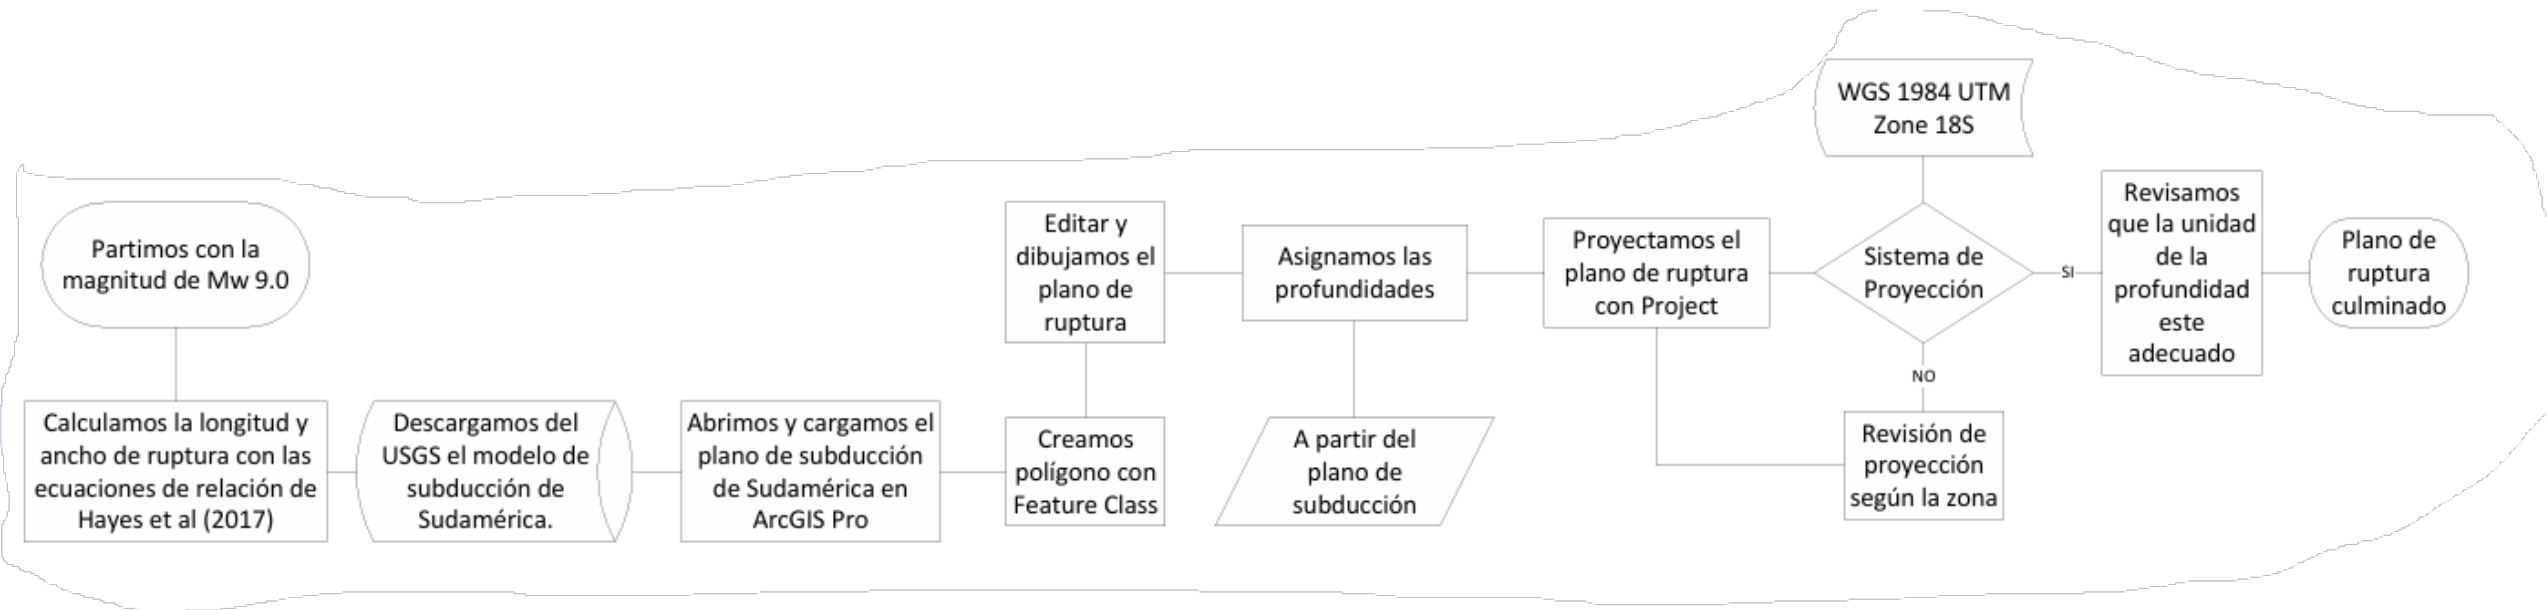 Partimos con la
magnitud de Mw 9.0
Calculamos la longitud y
ancho de ruptura con las
ecuaciones de relación de
Hayes et al (2017)
Descargamos del
USGS el modelo de
subducción de
Sudamérica.
Abrimos y cargamos el
plano de subducción
de Sudamérica en
ArcGIS Pro
Creamos
polígono con
Feature Class
Editar y
dibujamos el
plano de
ruptura
Asignamos las
profundidades
A partir del
plano de
subducción
Proyectamos el
plano de ruptura
con Project
WGS 1984 UTM
Zone 18S
Sistema de
Proyección
NO
Revisión de
proyección
según la zona
SI
Revisamos
que la unidad
de la
profundidad
este
adecuado
Plano de
ruptura
culminado